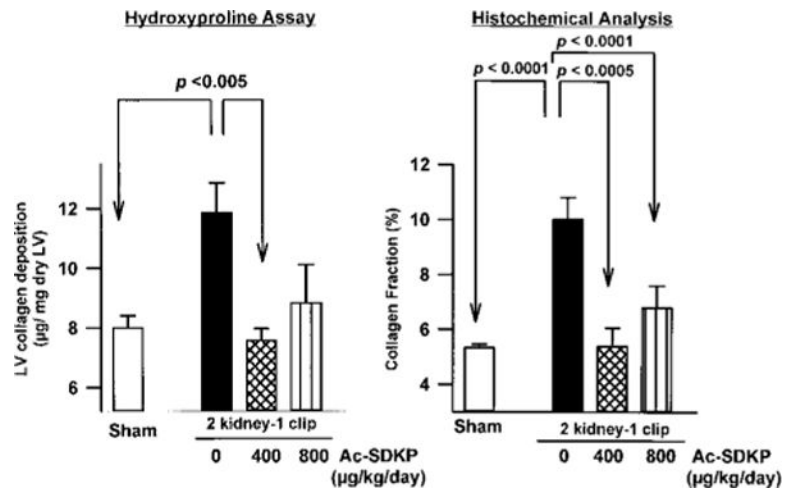 Hydroxyproline Assay
p <0.005
LV collagen deposition
(µg/ mg dry LV)
12
10
8
6
Sham
2 kidney-1 clip
0 400 800
Ac-SDKP
(µg/kg/day)
Histochemical Analysis
p < 0.0001
p < 0.0001
p < 0.0005
Collagen Fraction (%)
12
10
8
6
4
Sham
2 kidney-1 clip
0 400 800
Ac-SDKP
(µg/kg/day)